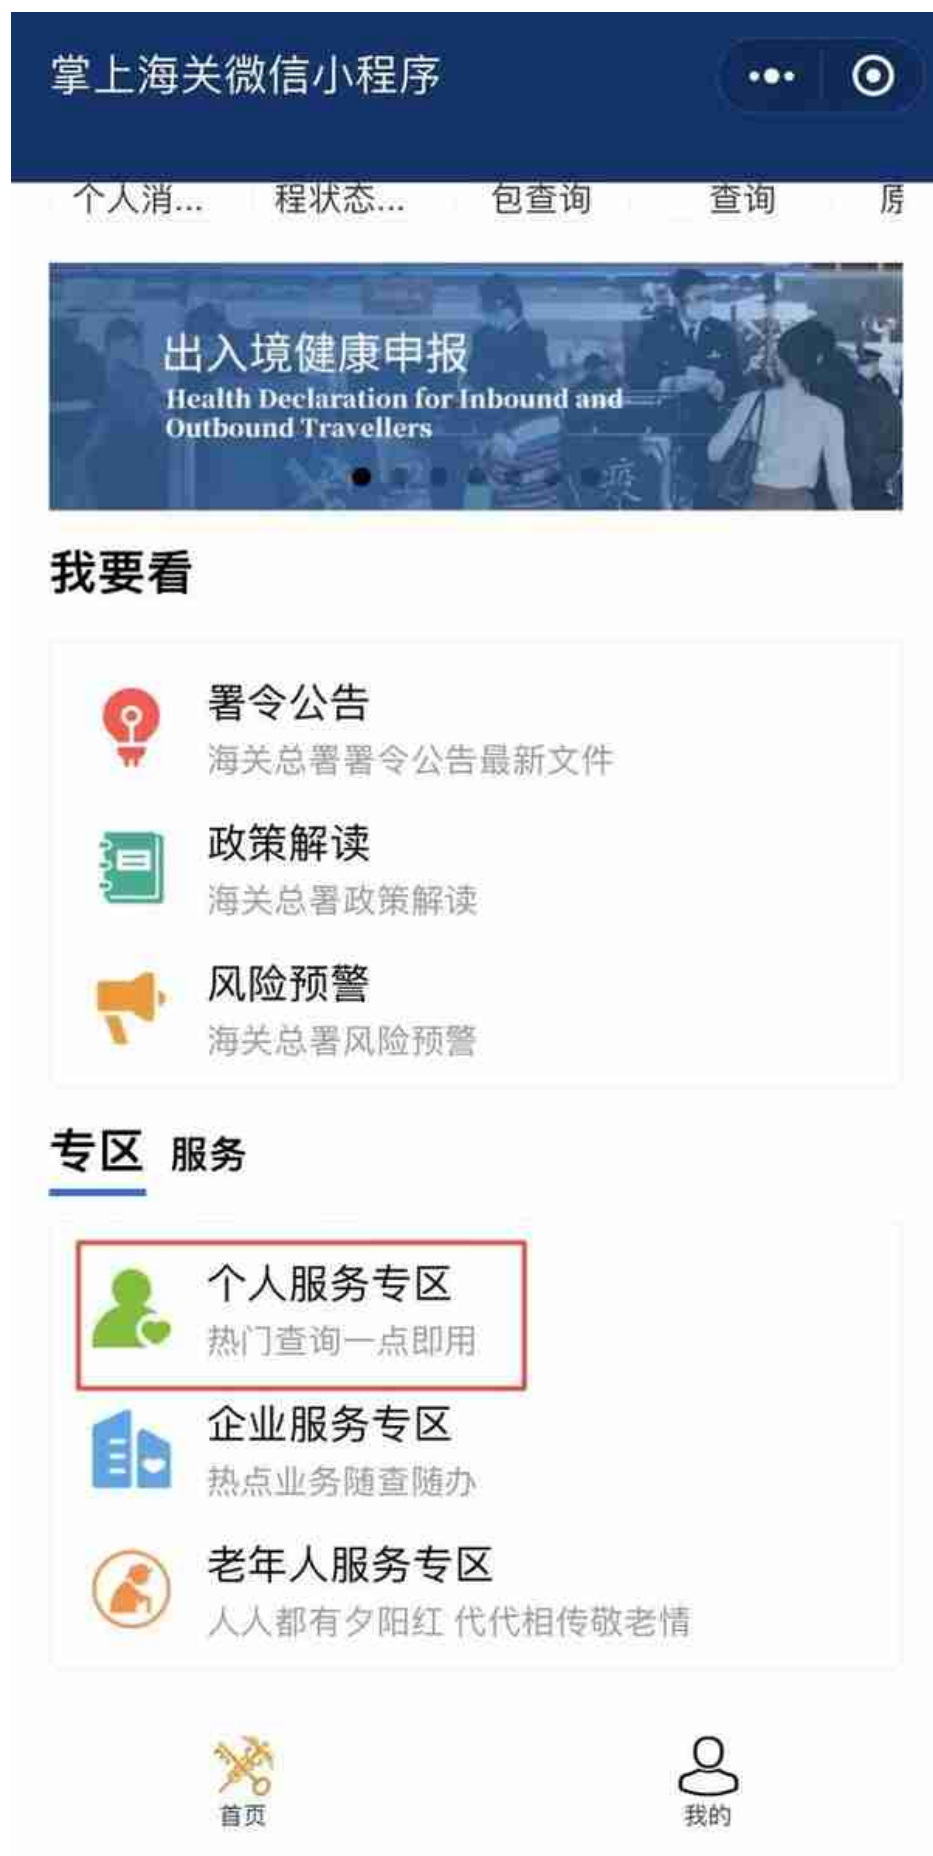 掌上海关微信小程序
个人消... 程状态... 包查询 查询
出入境健康申报
Health Declaration for Inbound and
Outbound Travellers
我要看
署令公告
海关总署署令公告最新文件
政策解读
海关总署政策解读
风险预警
海关总署风险预警
专区 服务
个人服务专区
热门查询一点即用
企业服务专区
热点业务随查随办
老年人服务专区
人人都有夕阳红 代代相传敬老情
首页 我的